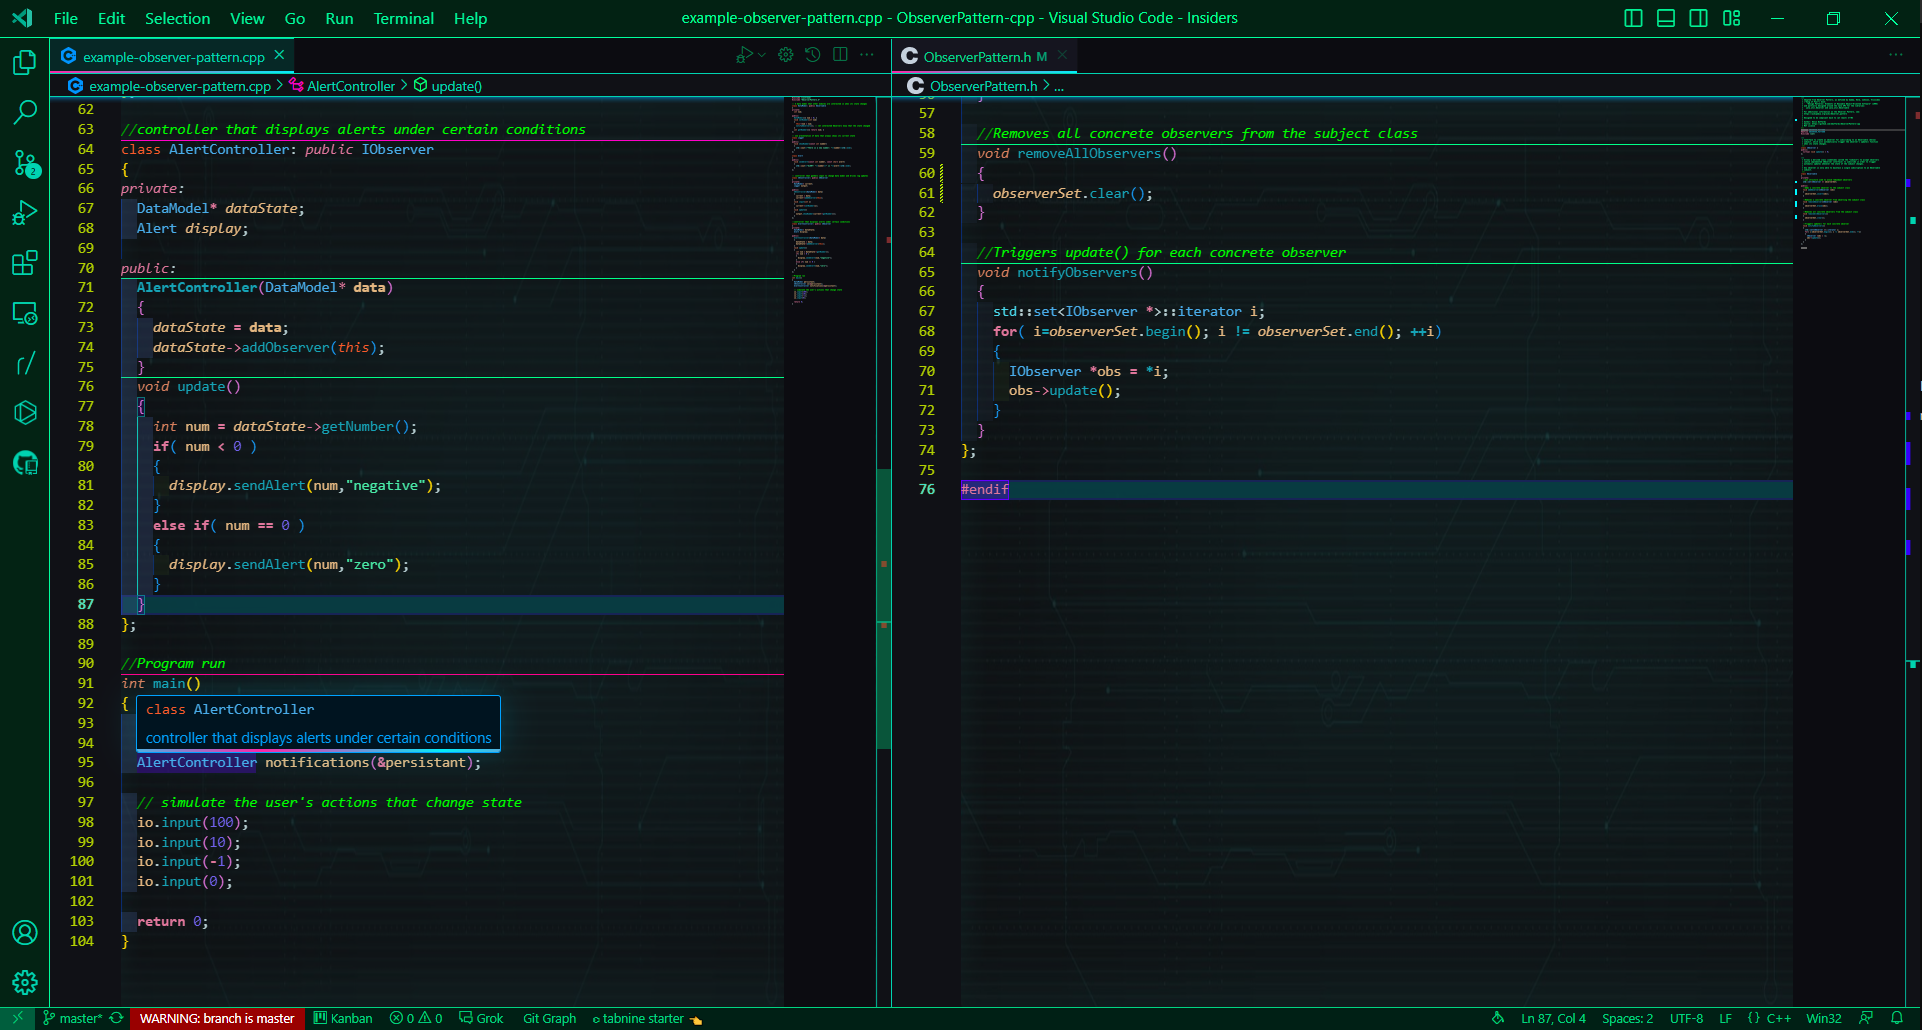 File Edit Selection View Go Run Terminal Help
example-observer-pattern.cpp - ObserverPattern-cpp - Visual Studio Code - Insiders
example-observer-pattern.cpp
example-observer-pattern.cpp > AlertController > update()
62
63 //controller that displays alerts under certain conditions
64 class AlertController: public IObserver
65 {
66 private:
67 DataModel* dataState;
68 Alert display;
69
70 public:
71 AlertController(DataModel* data)
72 {
73 dataState = data;
74 dataState->addObserver(this);
75 }
76 void update()
77 {
78 int num = dataState->getNumber();
79 if( num < 0 )
80 {
81 display.sendAlert(num,"negative");
82 }
83 else if( num == 0 )
84 {
85 display.sendAlert(num,"zero");
86 }
87 }
88 };
89
90 //Program run
91 int main()
92 {
class AlertController
93
controller that displays alerts under certain conditions
94
95 AlertController notifications(&persistant);
96
97 // simulate the user's actions that change state
98 io.input(100);
99 io.input(10);
100 io.input(-1);
101 io.input(0);
102
103 return 0;
104 }
ObserverPattern.h M
ObserverPattern.h > ...
57
58 //Removes all concrete observers from the subject class
59 void removeAllObservers()
60 {
61 observerSet.clear();
62 }
63
64 //Triggers update() for each concrete observer
65 void notifyObservers()
66 {
67 std::set<IObserver *>::iterator i;
68 for( i=observerSet.begin(); i != observerSet.end(); ++i)
69 {
70 IObserver *obs = *i;
71 obs->update();
72 }
73 }
74 };
75
76 #endif
2
master* WARNING: branch is master Kanban 0 0 Grok Git Graph tabnine starter 👈 Ln 87, Col 4 Spaces: 2 UTF-8 LF {} C++ Win32